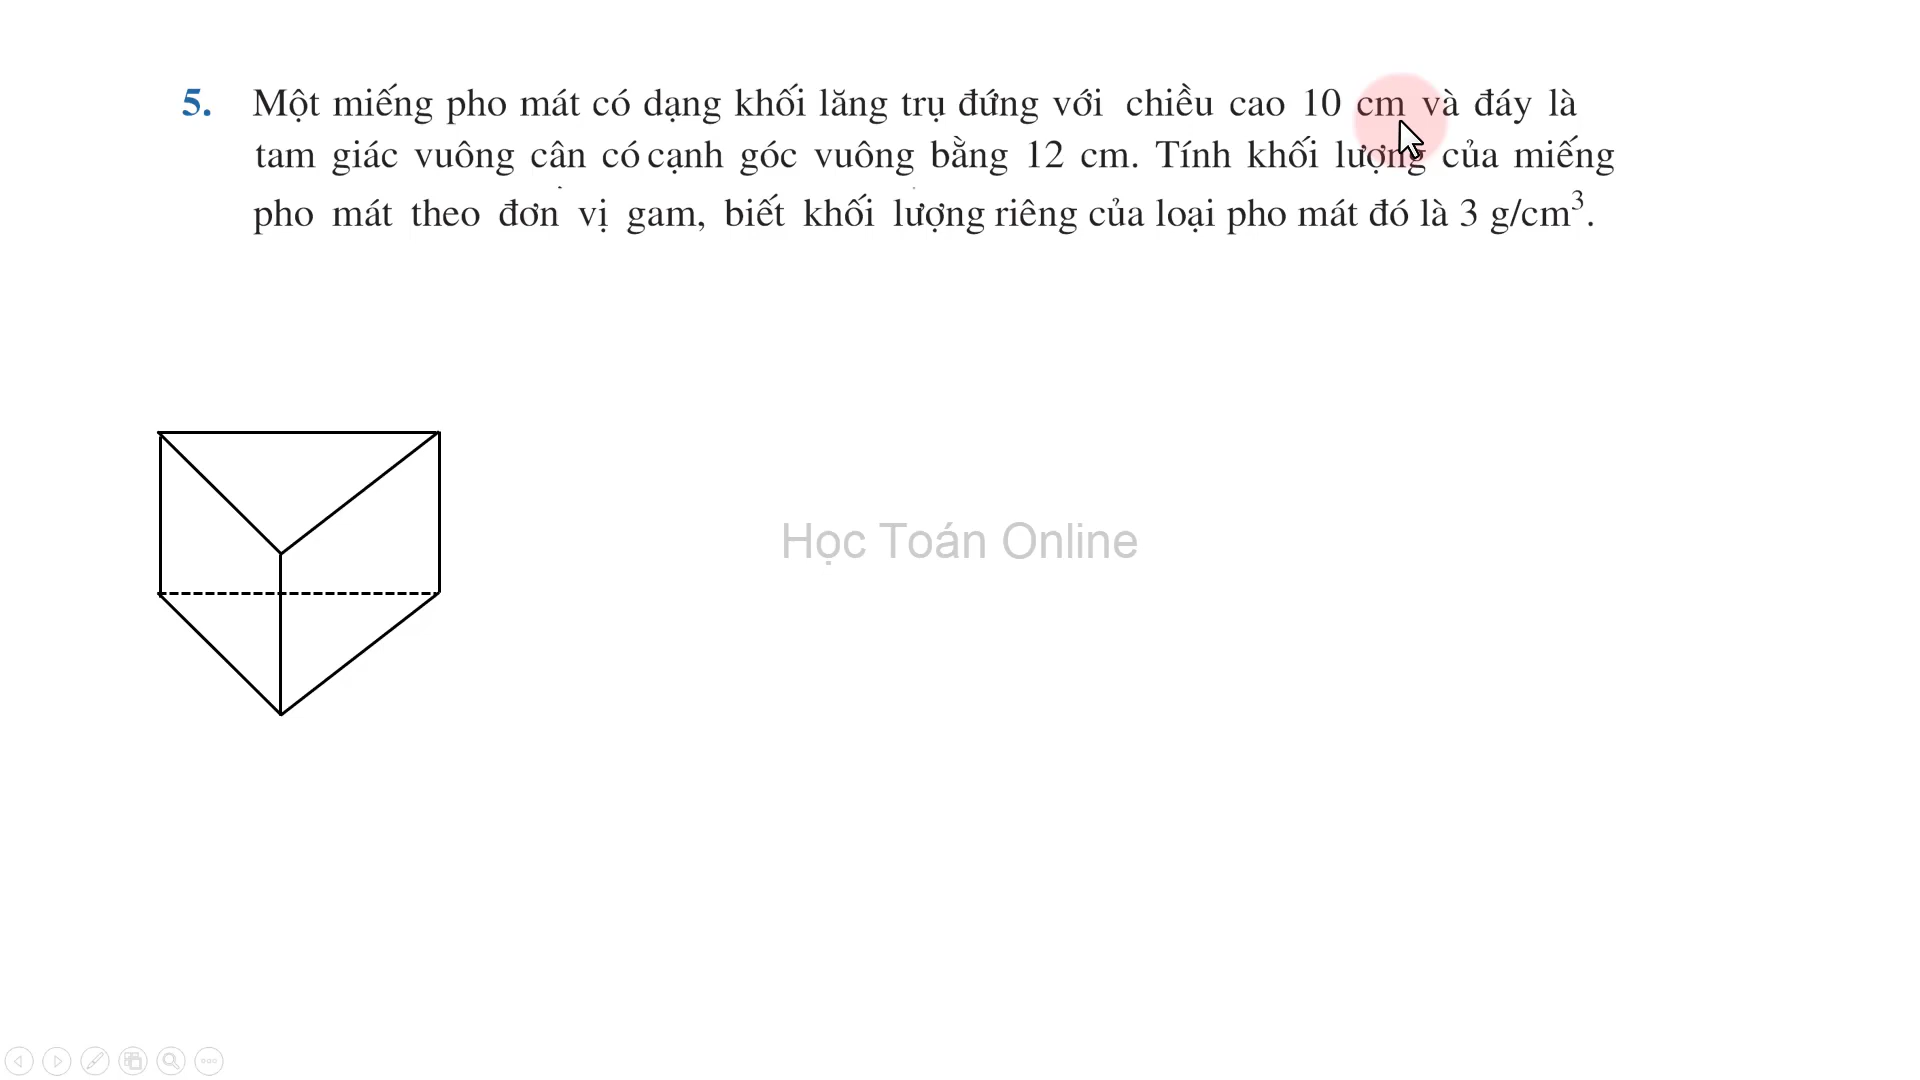 5. Một miếng pho mát có dạng khối lăng trụ đứng với chiều cao 10 cm và đáy là
tam giác vuông cân có cạnh góc vuông bằng 12 cm. Tính khối lượng của miếng
pho mát theo đơn vị gam, biết khối lượng riêng của loại pho mát đó là 3 g/cm³.
Học Toán Online